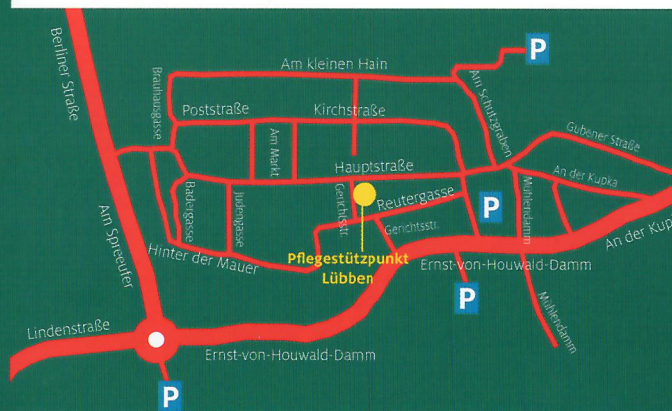 Berliner Straße
Am kleinen Hain
P
Brauhausgasse
Poststraße
Kirchstraße
Am Schutzgraben
Gubener Straße
Am Markt
Hauptstraße
An der Kupka
Badergasse
Judengasse
Gerichtsstr.
Reutergasse
P
Mühlendamm
Am Spreeufer
Hinter der Mauer
Gerichtsstr.
An der Kup
Pflegestützpunkt
Lübben
Ernst-von-Houwald-Damm
P
Mühlendamm
Lindenstraße
Ernst-von-Houwald-Damm
P